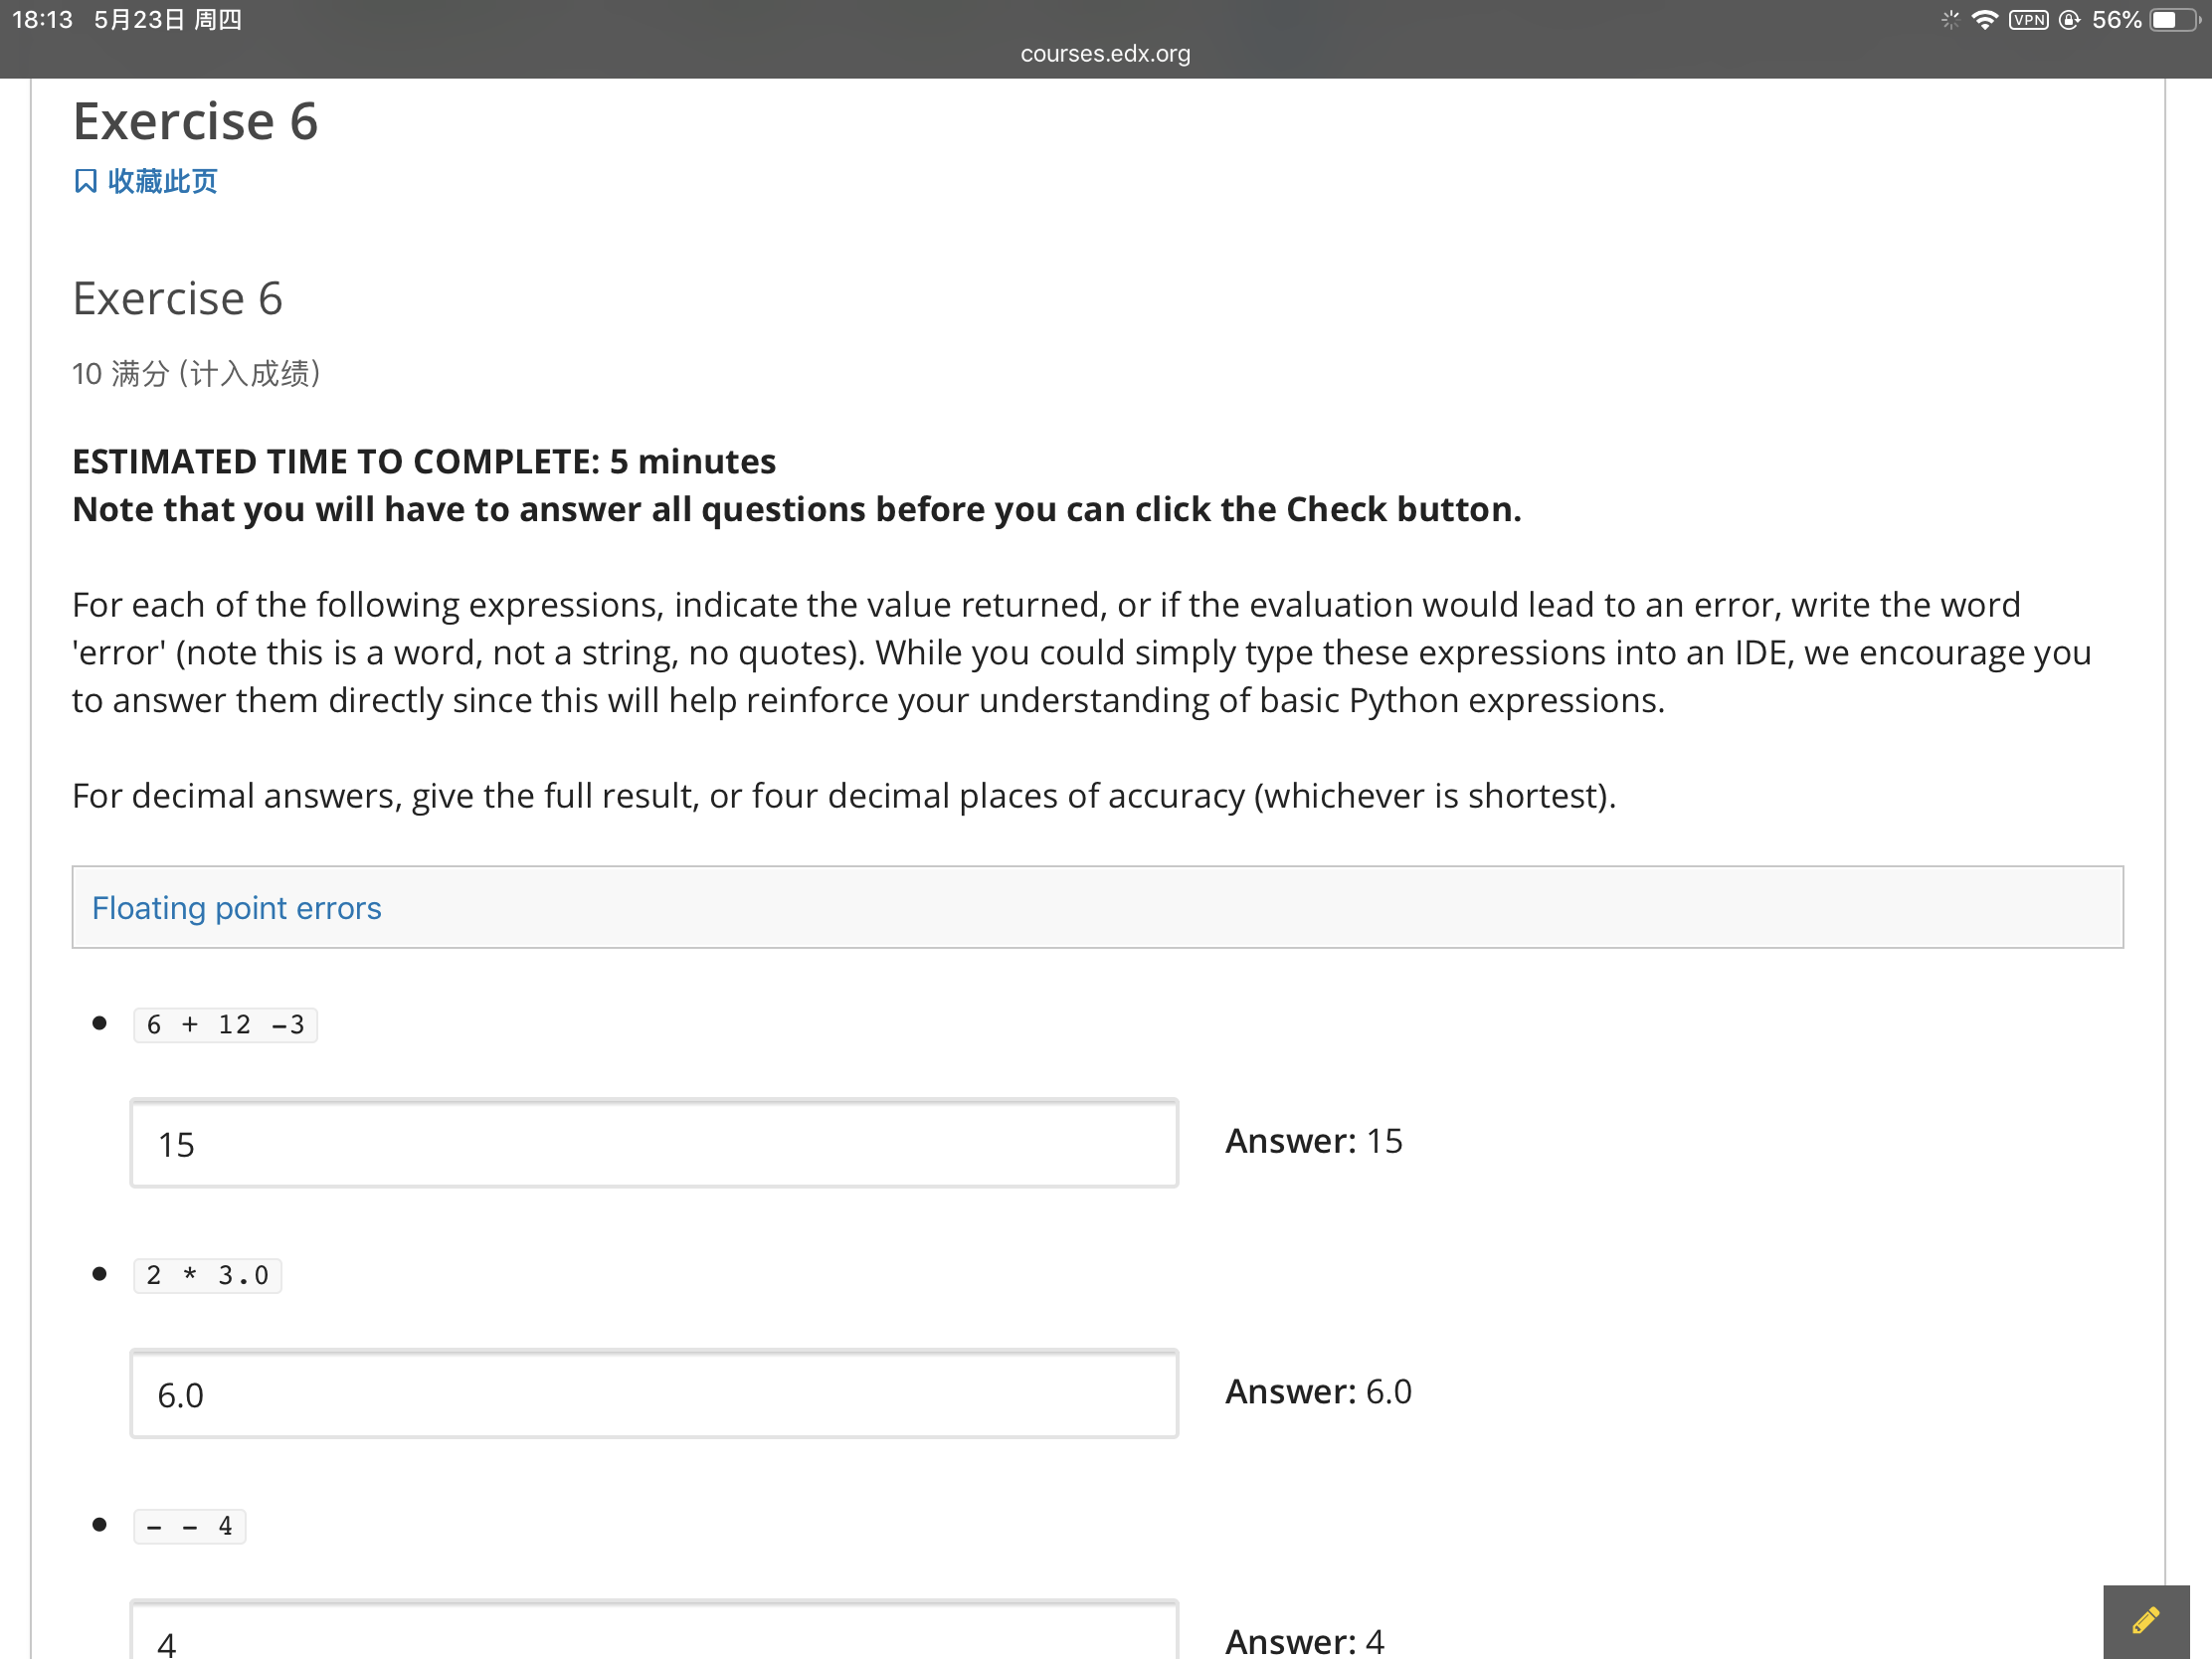 18:13 5月23日 周四
VPN 56%
courses.edx.org
Exercise 6
收藏此页
Exercise 6
10 满分 (计入成绩)
ESTIMATED TIME TO COMPLETE: 5 minutes
Note that you will have to answer all questions before you can click the Check button.
For each of the following expressions, indicate the value returned, or if the evaluation would lead to an error, write the word
'error' (note this is a word, not a string, no quotes). While you could simply type these expressions into an IDE, we encourage you
to answer them directly since this will help reinforce your understanding of basic Python expressions.
For decimal answers, give the full result, or four decimal places of accuracy (whichever is shortest).
Floating point errors
6 + 12 -3
15
Answer: 15
2 * 3.0
6.0
Answer: 6.0
- - 4
4
Answer: 4